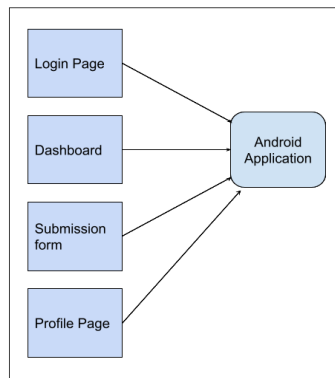 Login Page
Dashboard
Android
Application
Submission
form
Profile Page